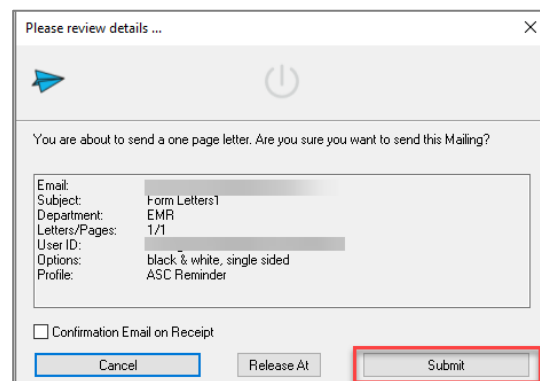 Please review details ...
You are about to send a one page letter. Are you sure you want to send this Mailing?
Email:
Subject: Form Letters1
Department: EMR
Letters/Pages: 1/1
User ID:
Options: black & white, single sided
Profile: ASC Reminder
Confirmation Email on Receipt
Cancel Release At Submit